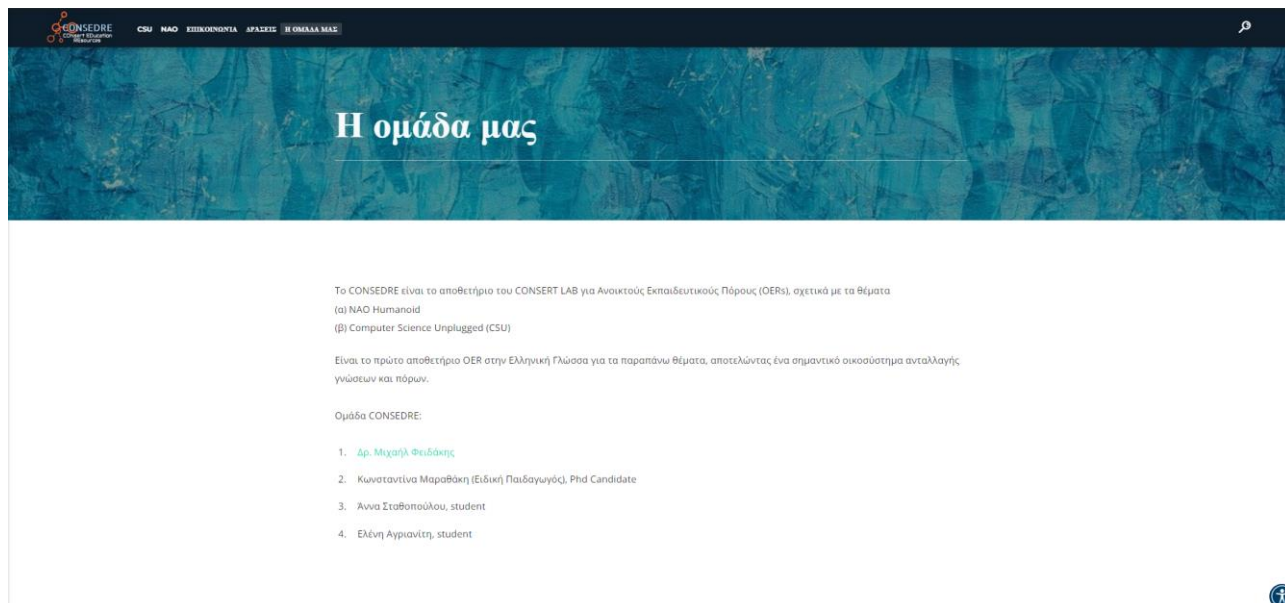 CONSEDRE
CONsert EDucation
REsources
CSU NAO ΕΠΙΚΟΙΝΩΝΙΑ ΔΡΑΣΕΙΣ Η ΟΜΑΔΑ ΜΑΣ
Η ομάδα μας
Το CONSEDRE είναι το αποθετήριο του CONSERT LAB για Ανοικτούς Εκπαιδευτικούς Πόρους (OERs), σχετικά με τα θέματα
(α) NAO Humanoid
(β) Computer Science Unplugged (CSU)
Είναι το πρώτο αποθετήριο OER στην Ελληνική Γλώσσα για τα παραπάνω θέματα, αποτελώντας ένα σημαντικό οικοσύστημα ανταλλαγής
γνώσεων και πόρων.
Ομάδα CONSEDRE:
1. Δρ. Μιχαήλ Φειδάκης
2. Κωνσταντίνα Μαραθάκη (Ειδική Παιδαγωγός), Phd Candidate
3. Άννα Σταθοπούλου, student
4. Ελένη Αγριανίτη, student